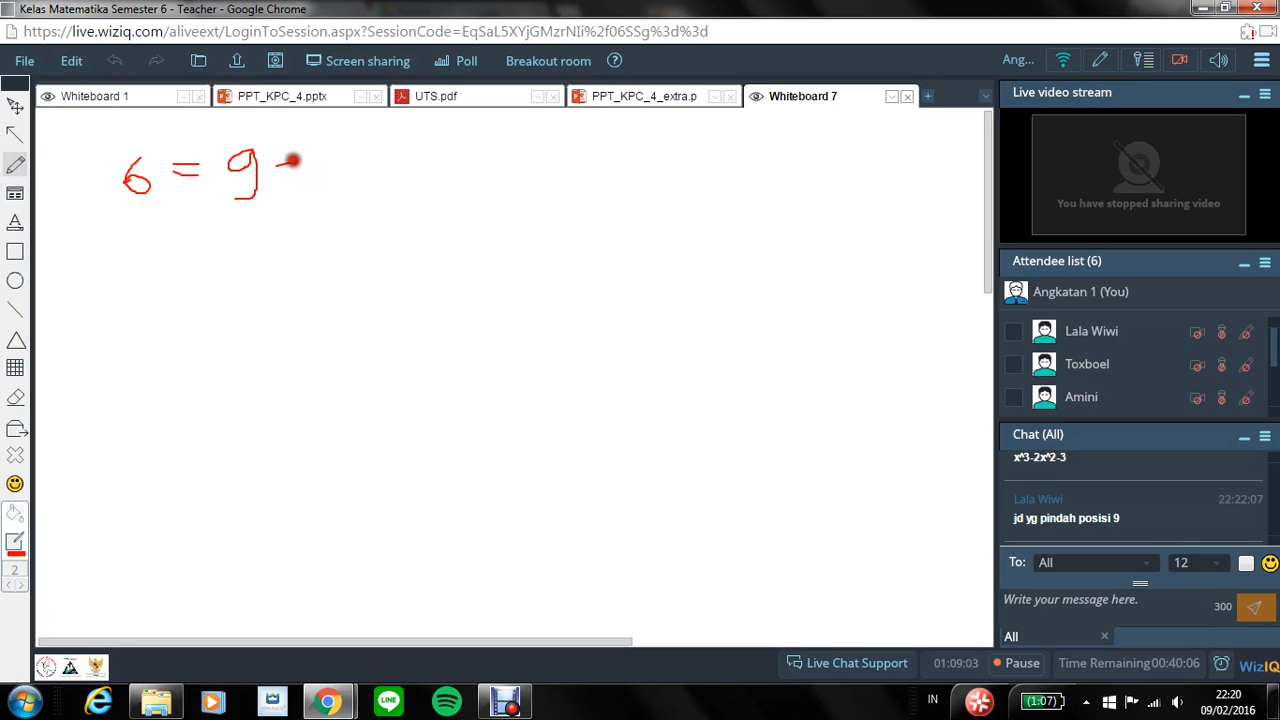 Kelas Matematika Semester 6 - Teacher - Google Chrome
https://live.wiziq.com/aliveext/LoginToSession.aspx?SessionCode=EqSaL5XYjGMzrNIi%2f06SSg%3d%3d
File Edit Screen sharing Poll Breakout room ? Ang...
Whiteboard 1 PPT_KPC_4.pptx UTS.pdf PPT_KPC_4_extra.p Whiteboard 7
Live video stream
6 = 9 -
You have stopped sharing video
Attendee list (6)
Angkatan 1 (You)
Lala Wiwi
Toxboel
Amini
Chat (All)
x^3-2x^2-3
Lala Wiwi 22:22:07
jd yg pindah posisi 9
To: All 12
2
Write your message here. 300
All
Live Chat Support 01:09:03 Pause Time Remaining 00:40:06 WizIQ
IN (1:07) 22:20
09/02/2016